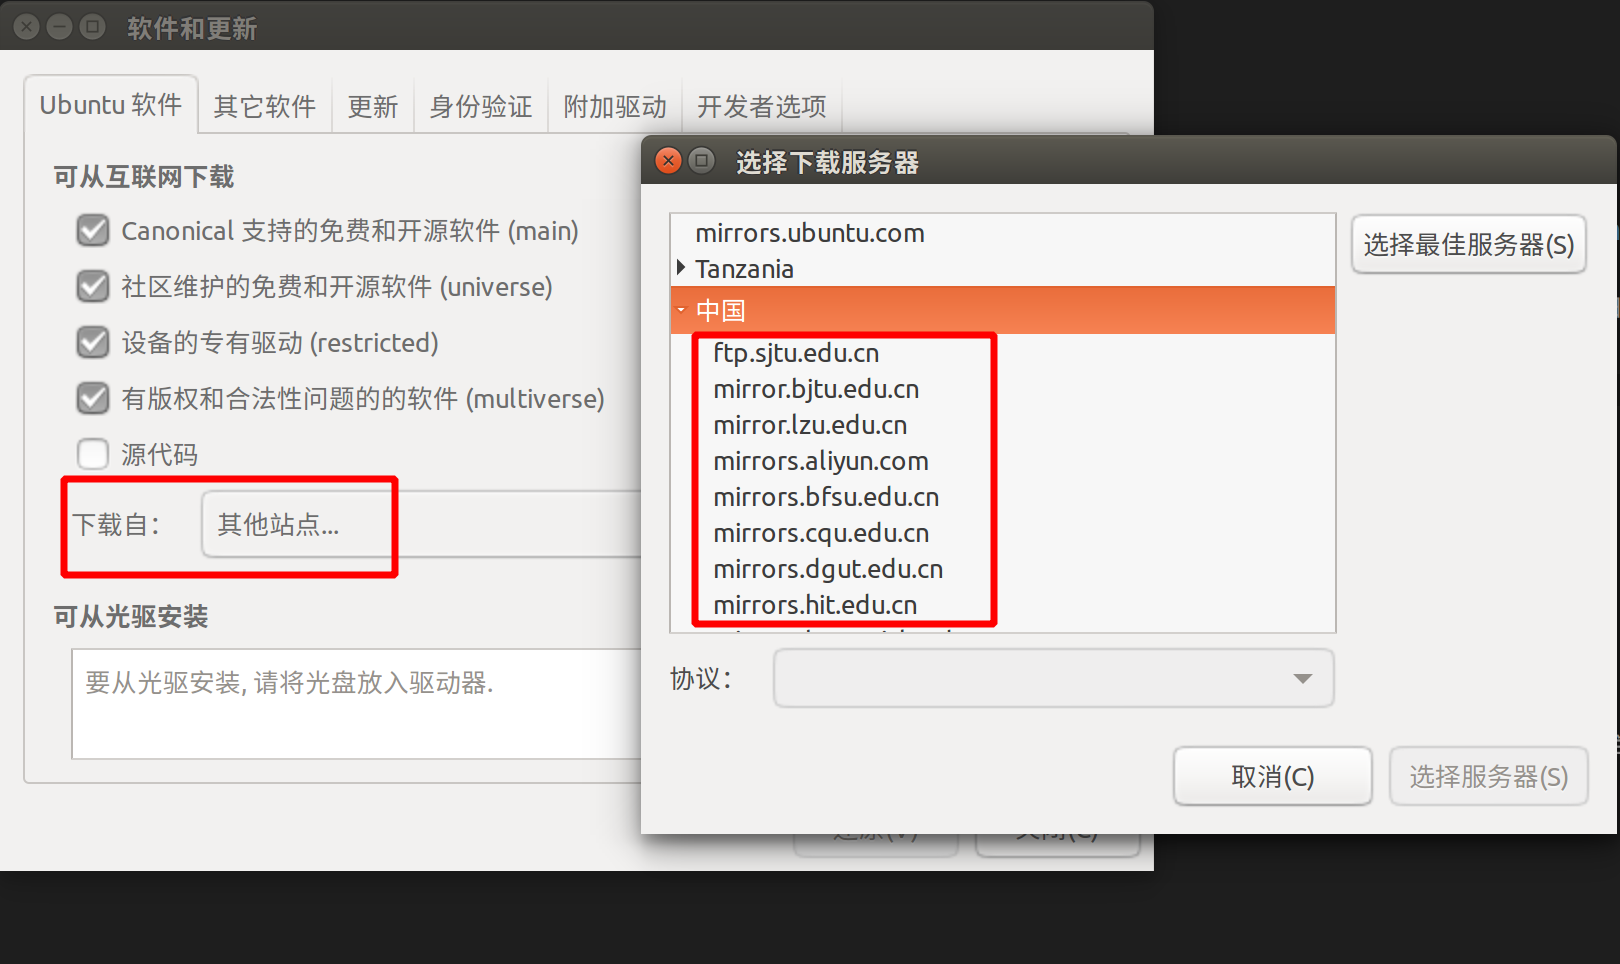 软件和更新
Ubuntu 软件 其它软件 更新 身份验证 附加驱动 开发者选项
可从互联网下载
Canonical 支持的免费和开源软件 (main)
社区维护的免费和开源软件 (universe)
设备的专有驱动 (restricted)
有版权和合法性问题的的软件 (multiverse)
源代码
下载自： 其他站点...
可从光驱安装
要从光驱安装, 请将光盘放入驱动器.
选择下载服务器
mirrors.ubuntu.com
Tanzania
中国
ftp.sjtu.edu.cn
mirror.bjtu.edu.cn
mirror.lzu.edu.cn
mirrors.aliyun.com
mirrors.bfsu.edu.cn
mirrors.cqu.edu.cn
mirrors.dgut.edu.cn
mirrors.hit.edu.cn
选择最佳服务器(S)
协议：
取消(C) 选择服务器(S)